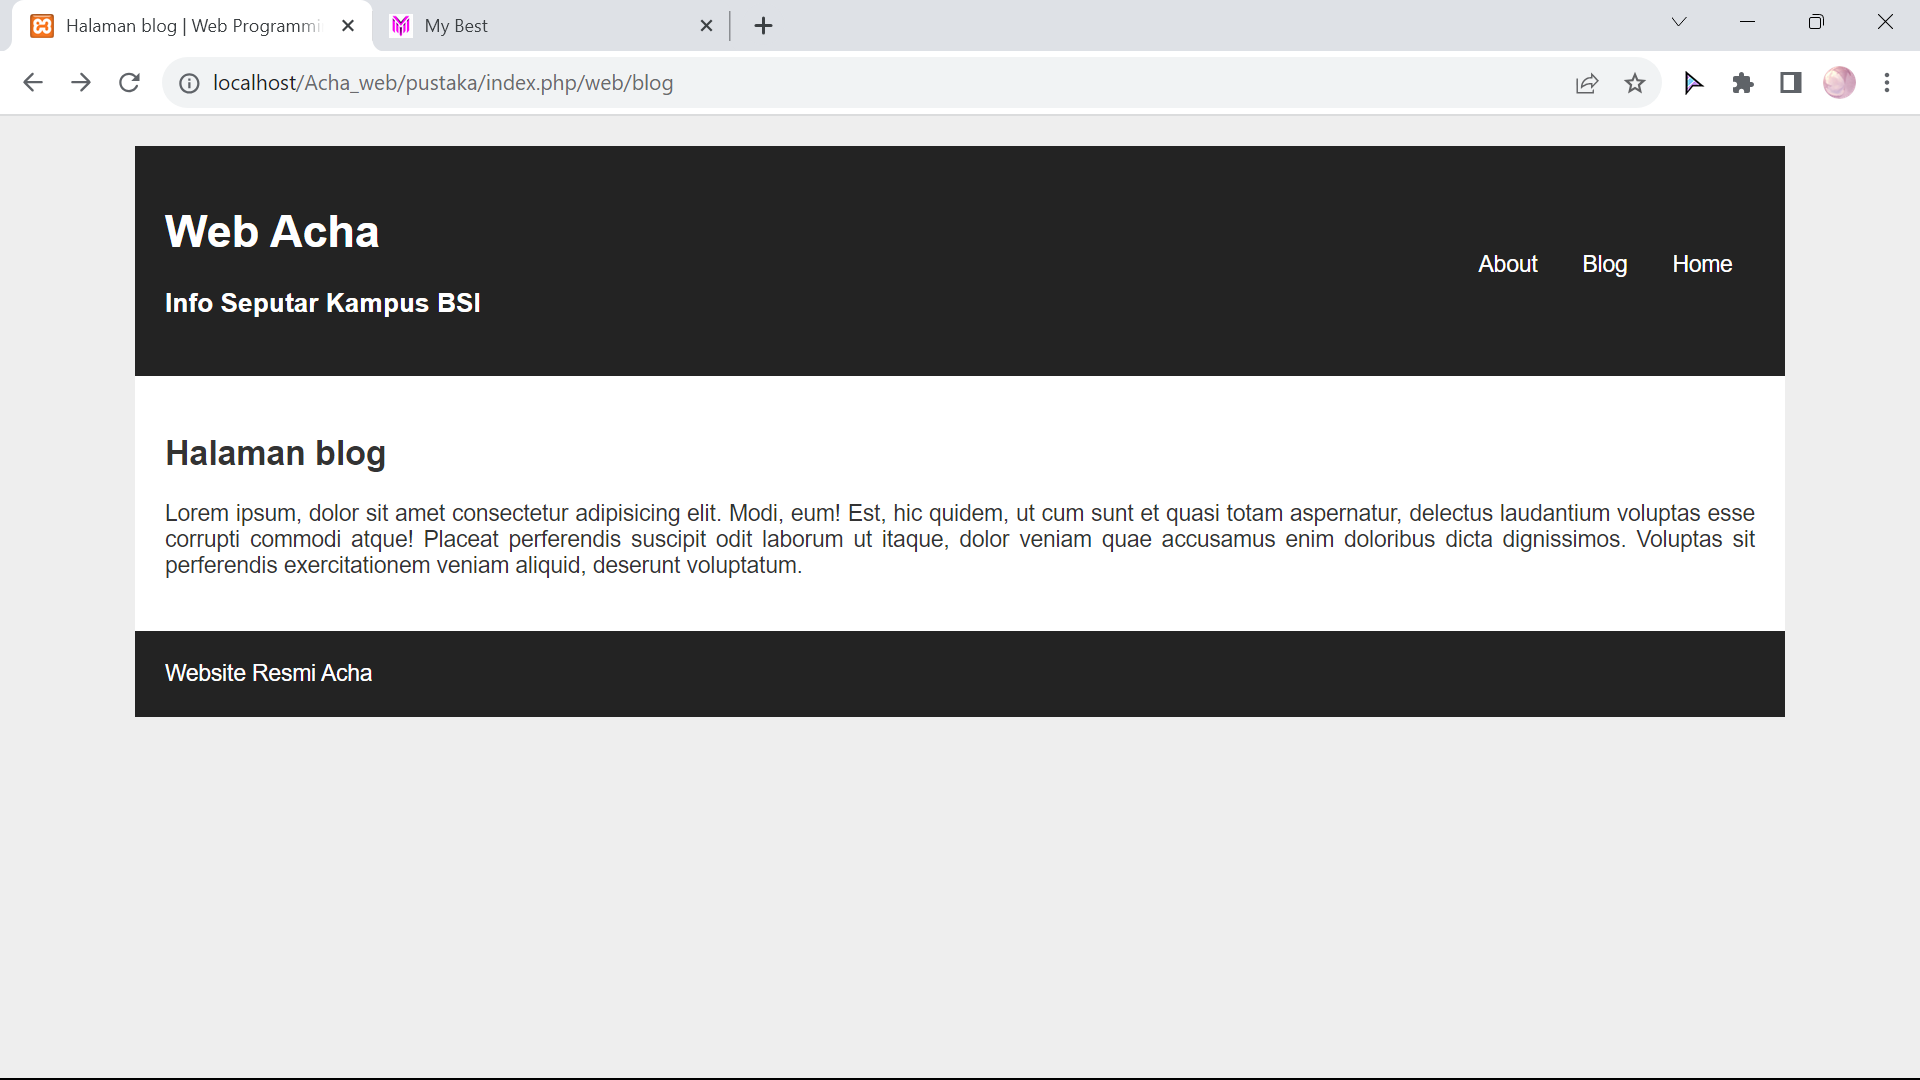 Halaman blog | Web Programmi
My Best
localhost/Acha_web/pustaka/index.php/web/blog
Web Acha
Info Seputar Kampus BSI
About Blog Home
Halaman blog
Lorem ipsum, dolor sit amet consectetur adipisicing elit. Modi, eum! Est, hic quidem, ut cum sunt et quasi totam aspernatur, delectus laudantium voluptas esse
corrupti commodi atque! Placeat perferendis suscipit odit laborum ut itaque, dolor veniam quae accusamus enim doloribus dicta dignissimos. Voluptas sit
perferendis exercitationem veniam aliquid, deserunt voluptatum.
Website Resmi Acha